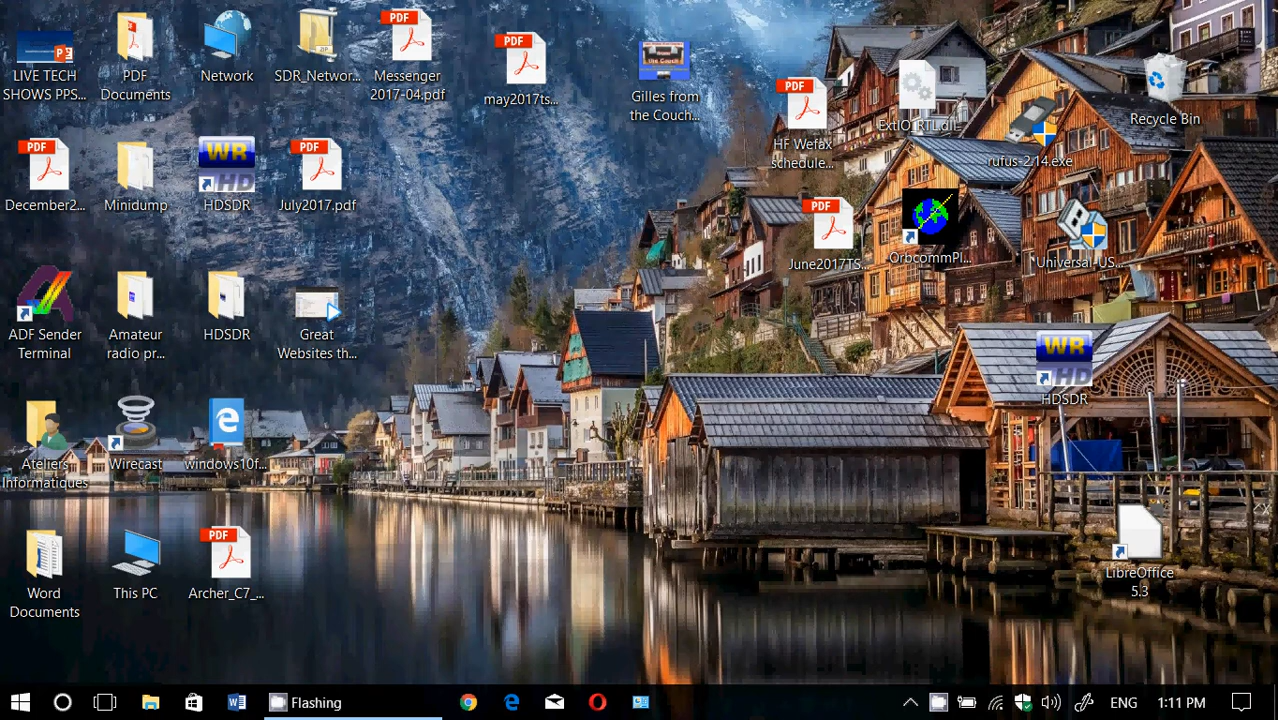 LIVE TECH
SHOWS PPS...
PDF
Documents
Network
ZIP
SDR_Networ...
PDF
Messenger
2017-04.pdf
PDF
may2017ts...
The Couch
Gilles from
the Couch...
PDF
HF Wefax
schedule...
ExtIO_RTL.dll
rufus-2.14.exe
Recycle Bin
PDF
December2...
Minidump
WR
HD
HDSDR
PDF
July2017.pdf
PDF
June2017TS...
OrbcommPl...
Universal-US...
ADF Sender
Terminal
Amateur
radio pr...
HDSDR
Great
Websites th...
WR
HD
HDSDR
Ateliers
Informatiques
Wirecast
windows10f...
Word
Documents
This PC
PDF
Archer_C7_...
LibreOffice
5.3
Flashing
ENG
1:11 PM